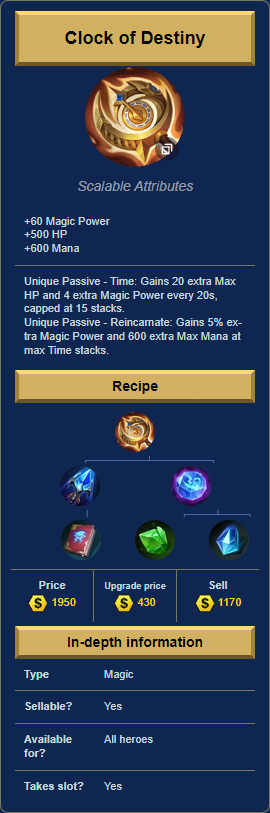 Clock of Destiny
Scalable Attributes
+60 Magic Power
+500 HP
+600 Mana
Unique Passive - Time: Gains 20 extra Max
HP and 4 extra Magic Power every 20s,
capped at 15 stacks.
Unique Passive - Reincarnate: Gains 5% ex-
tra Magic Power and 600 extra Max Mana at
max Time stacks.
Recipe
Price
1950
Upgrade price
430
Sell
1170
In-depth information
Type Magic
Sellable? Yes
Available All heroes
for?
Takes slot? Yes